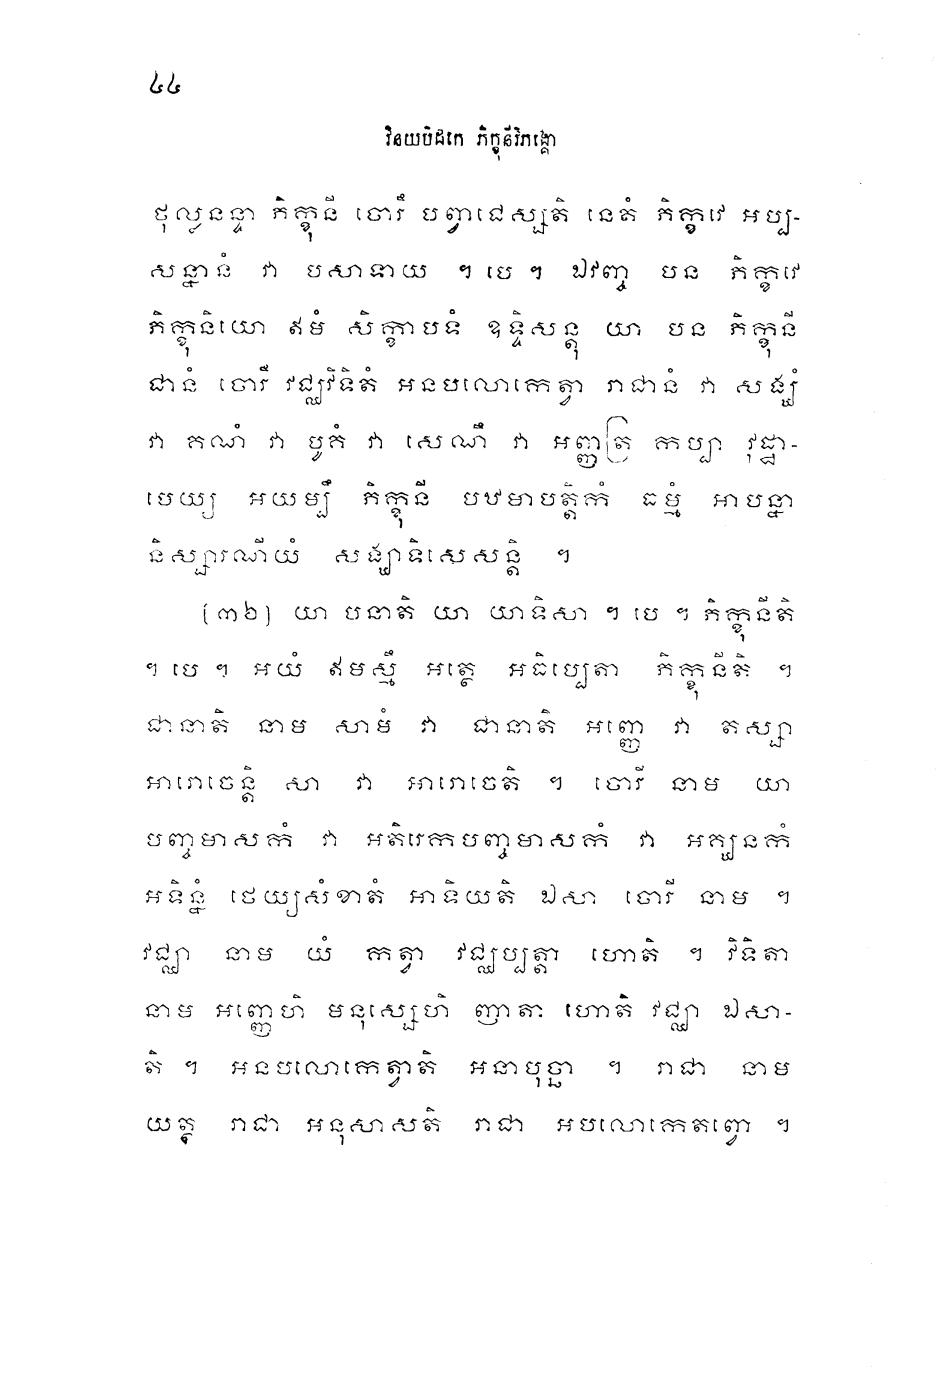 ៤៤
វិនយបិដកេ ភិក្ខុនីវិភង្គោ
ថុល្លនន្ទា ភិក្ខុនី ចោរឹ បព្វាជេស្សតិ នេតំ ភិក្ខវេ អប្ប-
សន្នានំ វា បសាទាយ ។ បេ ។ ឯវញ្ច បន ភិក្ខវេ
ភិក្ខុនិយោ ឥមំ សិក្ខាបទំ ឧទ្ទិសន្តុ យា បន ភិក្ខុនី
ជានំ ចោរឹ វជ្ឈវិទិតំ អនបលោកេត្វា រាជានំ វា សង្ឃំ
វា គណំ វា បូគំ វា សេណឹ វា អញ្ញត្រ កប្បា វុដ្ឋា-
បេយ្យ អយម្បិ ភិក្ខុនី បឋមាបត្តិកំ ធម្មំ អាបន្នា
និស្សារណីយំ សង្ឃាទិសេសន្តិ ។
(៣៦) យា បនាតិ យា យាទិសា ។ បេ ។ ភិក្ខុនីតិ
។ បេ ។ អយំ ឥមស្មឹ អត្ថេ អធិប្បេតា ភិក្ខុនីតិ ។
ជានាតិ នាម សាមំ វា ជានាតិ អញ្ញេ វា តស្សា
អារោចេន្តិ សា វា អារោចេតិ ។ ចោរី នាម យា
បញ្ចមាសកំ វា អតិរេកបញ្ចមាសកំ វា អគ្ឃនកំ
អទិន្នំ ថេយ្យសំខាតំ អាទិយតិ ឯសា ចោរី នាម ។
វជ្ឈា នាម យំ កត្វា វជ្ឈប្បត្តា ហោតិ ។ វិទិតា
នាម អញ្ញេហិ មនុស្សេហិ ញាតា ហោតិ វជ្ឈា ឯសា-
តិ ។ អនបលោកេត្វាតិ អនាបុច្ឆា ។ រាជា នាម
យត្ថ រាជា អនុសាសតិ រាជា អបលោកេតព្វោ ។